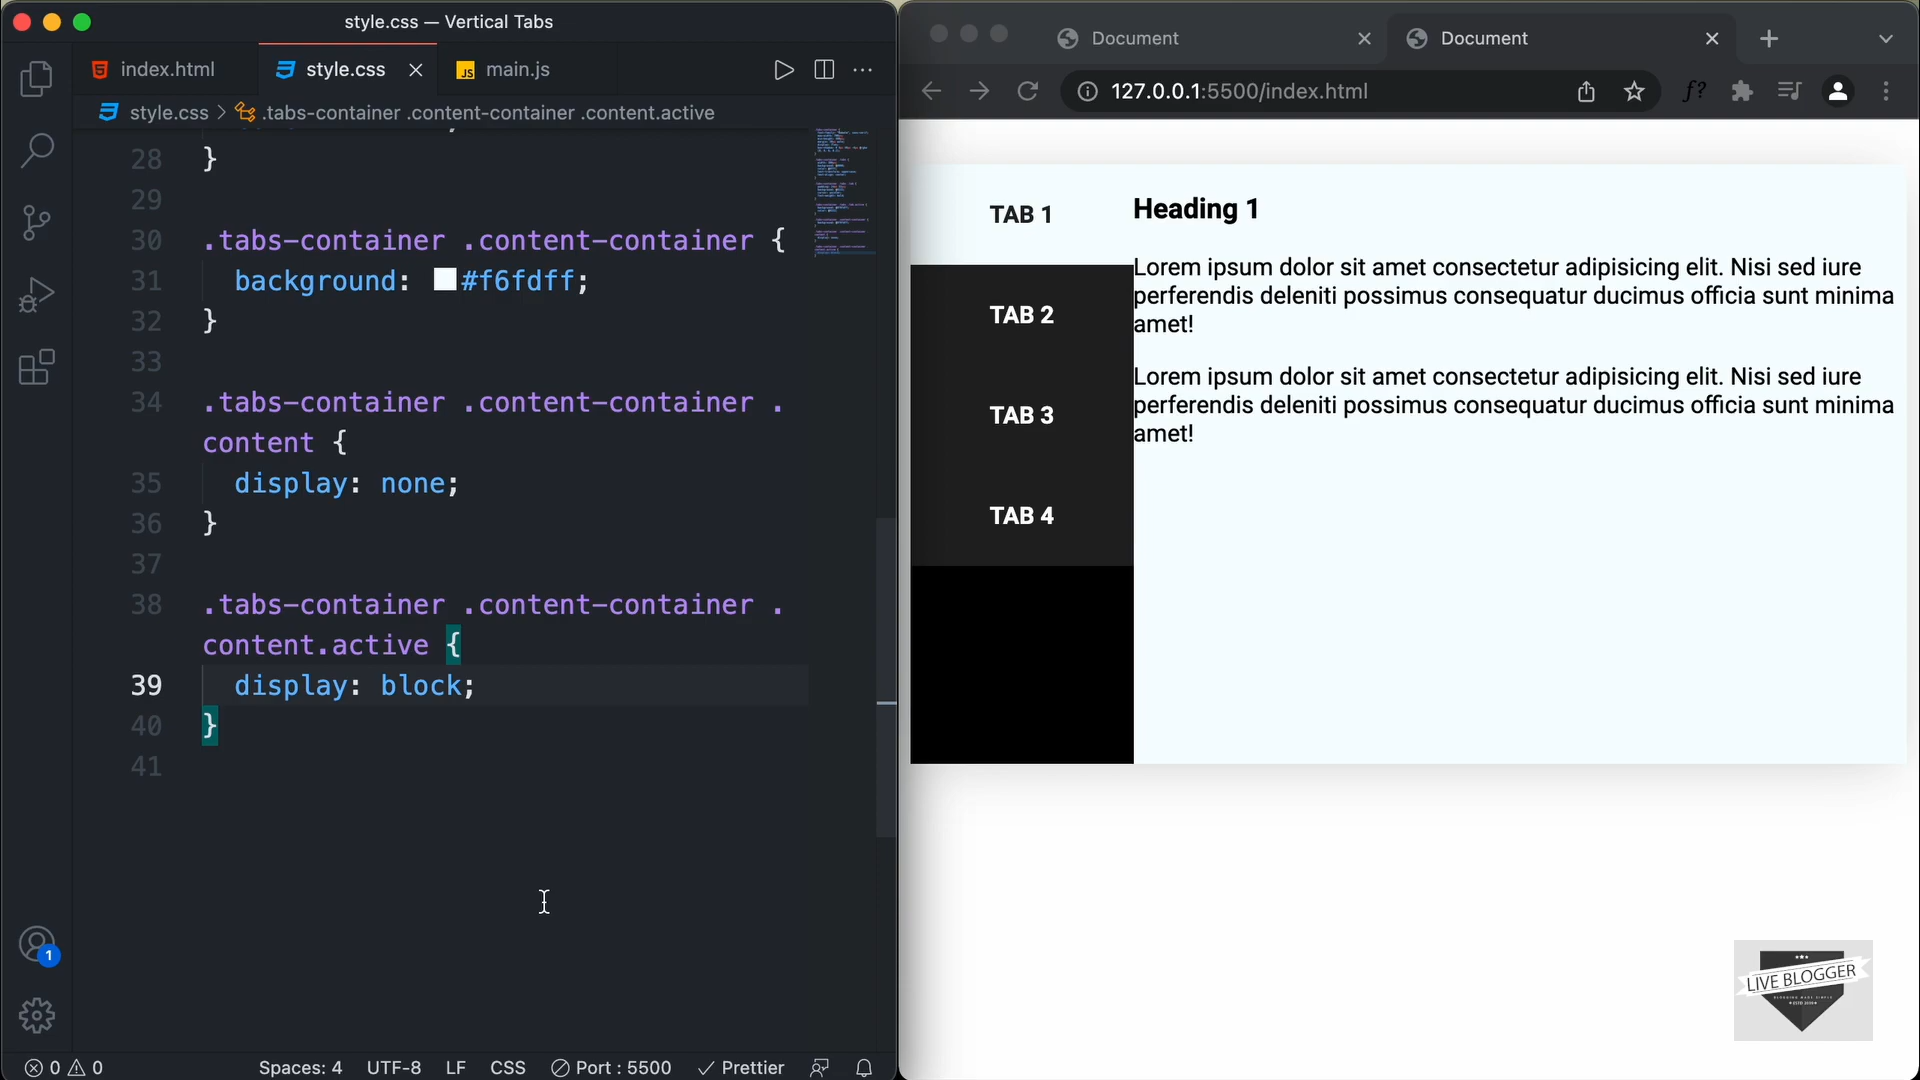 style.css — Vertical Tabs
index.html
style.css
JS main.js
style.css > .tabs-container .content-container .content.active
28 }
29
30 .tabs-container .content-container {
31 background: #f6fdff;
32 }
33
34 .tabs-container .content-container .
content {
35 display: none;
36 }
37
38 .tabs-container .content-container .
content.active {
39 display: block;
40 }
41
1
0 0
Spaces: 4
UTF-8
LF
CSS
Port : 5500
Prettier
Document
Document
127.0.0.1:5500/index.html
f?
TAB 1
TAB 2
TAB 3
TAB 4
Heading 1
Lorem ipsum dolor sit amet consectetur adipisicing elit. Nisi sed iure
perferendis deleniti possimus consequatur ducimus officia sunt minima
amet!
Lorem ipsum dolor sit amet consectetur adipisicing elit. Nisi sed iure
perferendis deleniti possimus consequatur ducimus officia sunt minima
amet!
LIVE BLOGGER
BLOGGING MADE SIMPLE